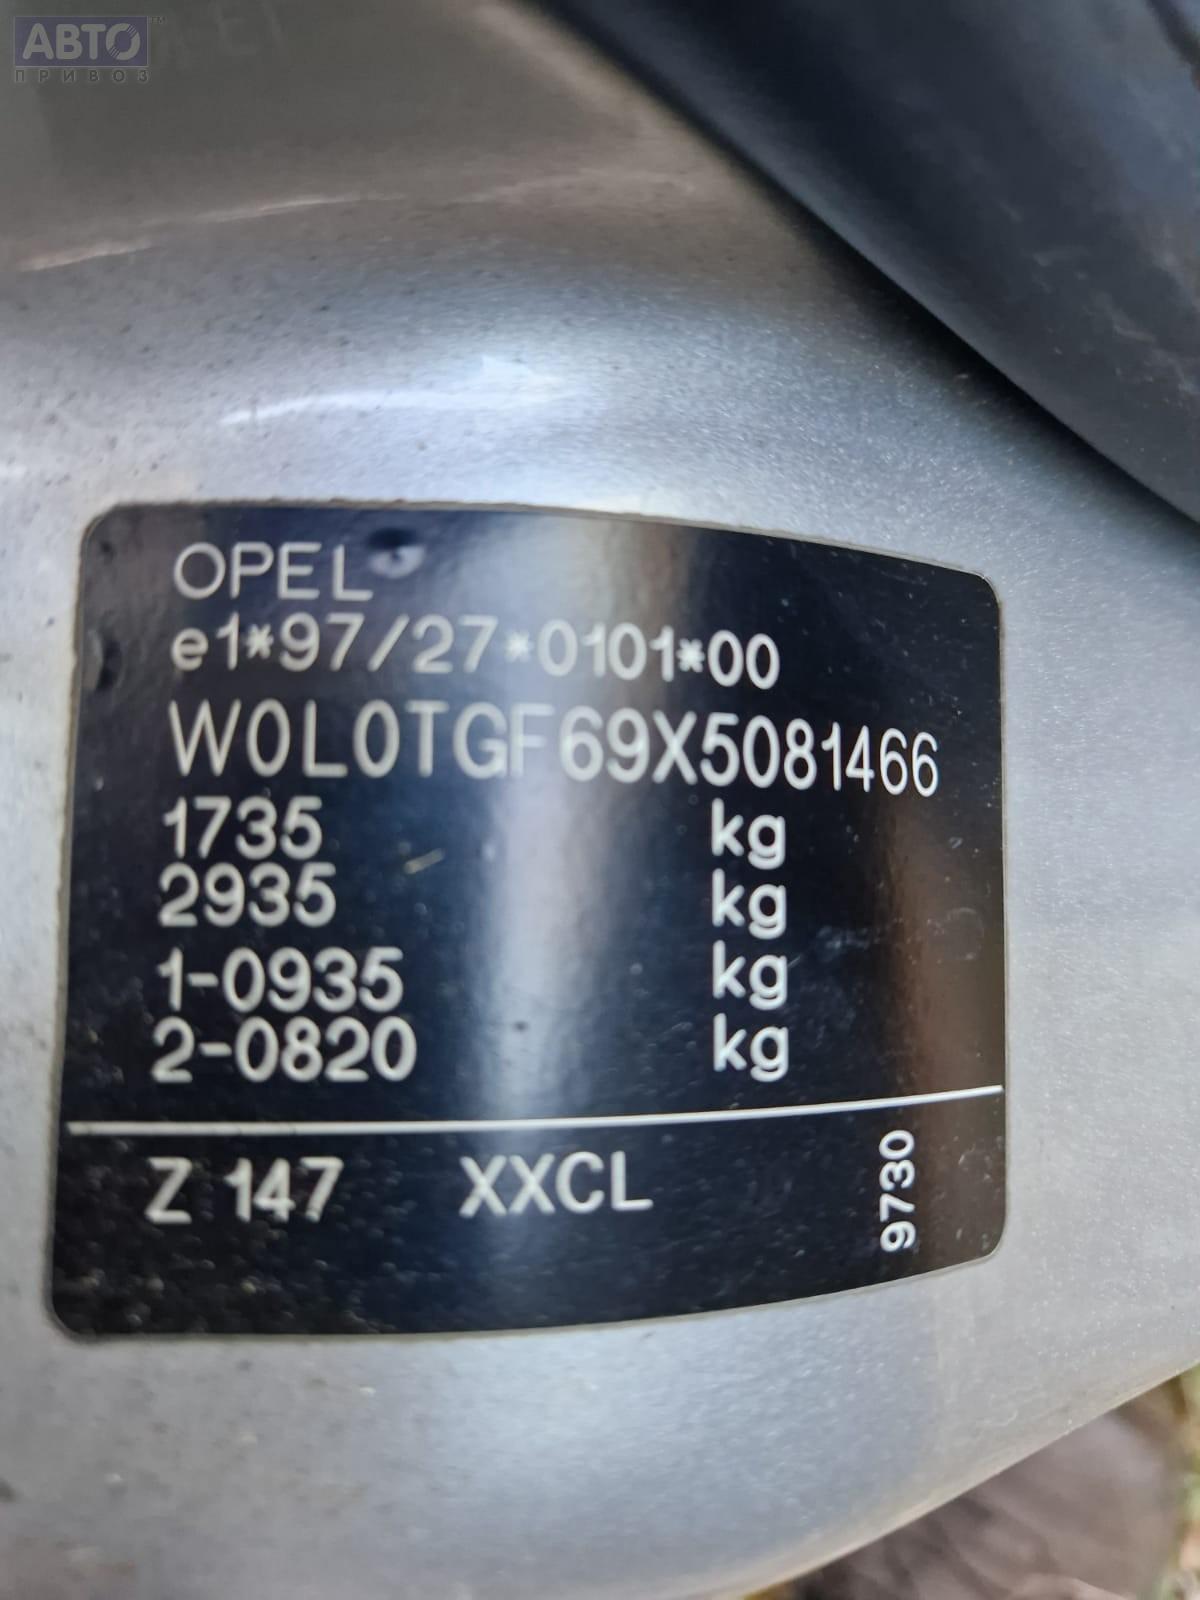 АВТО TM
ПРИВОЗ
OPEL
e1*97/27*0101*00
W0L0TGF69X5081466
1735 kg
2935 kg
1-0935 kg
2-0820 kg
Z 147 XXCL
9730